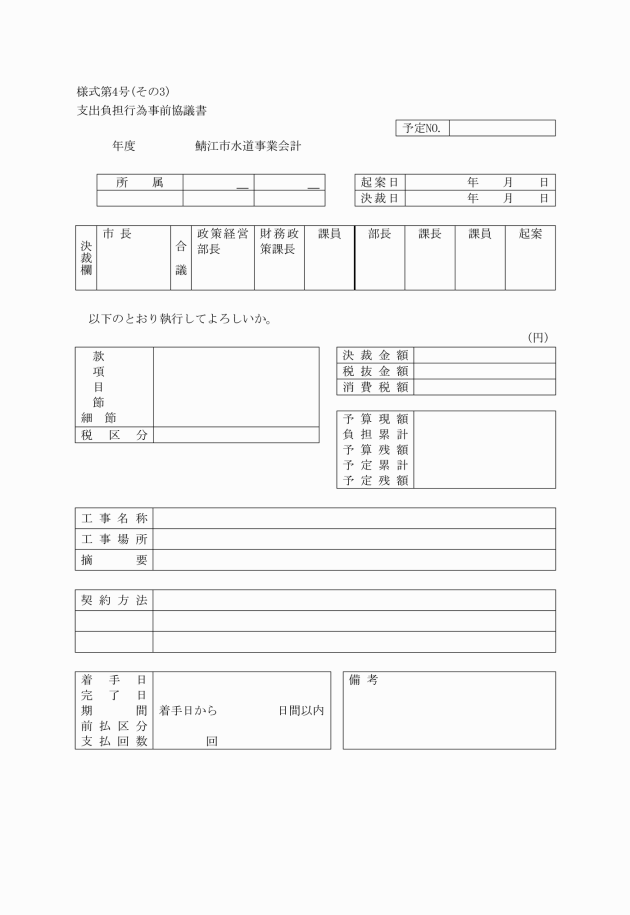 様式第4号(その3)
支出負担行為事前協議書
予定NO.
年度 鯖江市水道事業会計
所属
起案日 年 月 日
決裁日 年 月 日
決裁欄 市長 合議 政策経営部長 財務政策課長 課員 部長 課長 課員 起案
以下のとおり執行してよろしいか。
(円)
款
項
目
節
細節
税区分
決裁金額
税抜金額
消費税額
予算現額
負担累計
予算残額
予定累計
予定残額
工事名称
工事場所
摘要
契約方法
着手日
完了日
期間 着手日から 日間以内
前払区分
支払回数 回
備考